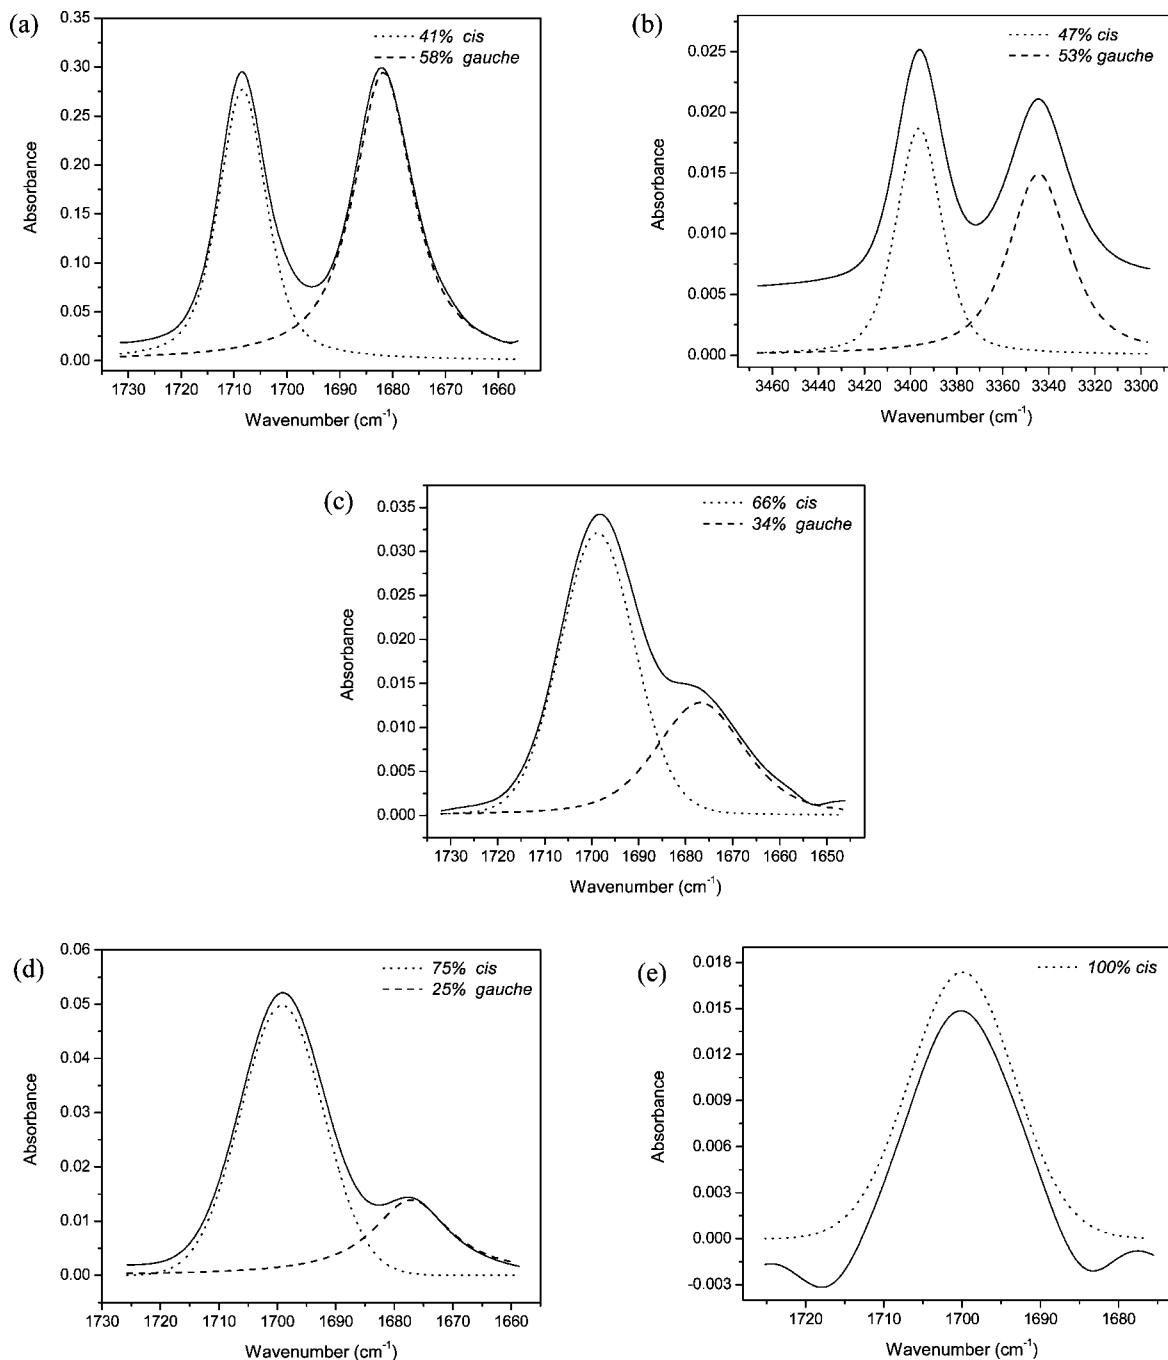 (a)
0.35
0.30
0.25
0.20
0.15
0.10
0.05
0.00
Absorbance
41% cis
58% gauche
1730 1720 1710 1700 1690 1680 1670 1660
Wavenumber (cm⁻¹)
(b)
0.025
0.020
0.015
0.010
0.005
0.000
Absorbance
47% cis
53% gauche
3460 3440 3420 3400 3380 3360 3340 3320 3300
Wavenumber (cm⁻¹)
(c)
0.035
0.030
0.025
0.020
0.015
0.010
0.005
0.000
Absorbance
66% cis
34% gauche
1730 1720 1710 1700 1690 1680 1670 1660 1650
Wavenumber (cm⁻¹)
(d)
0.06
0.05
0.04
0.03
0.02
0.01
0.00
Absorbance
75% cis
25% gauche
1730 1720 1710 1700 1690 1680 1670 1660
Wavenumber (cm⁻¹)
(e)
0.018
0.015
0.012
0.009
0.006
0.003
0.000
-0.003
Absorbance
100% cis
1720 1710 1700 1690 1680
Wavenumber (cm⁻¹)